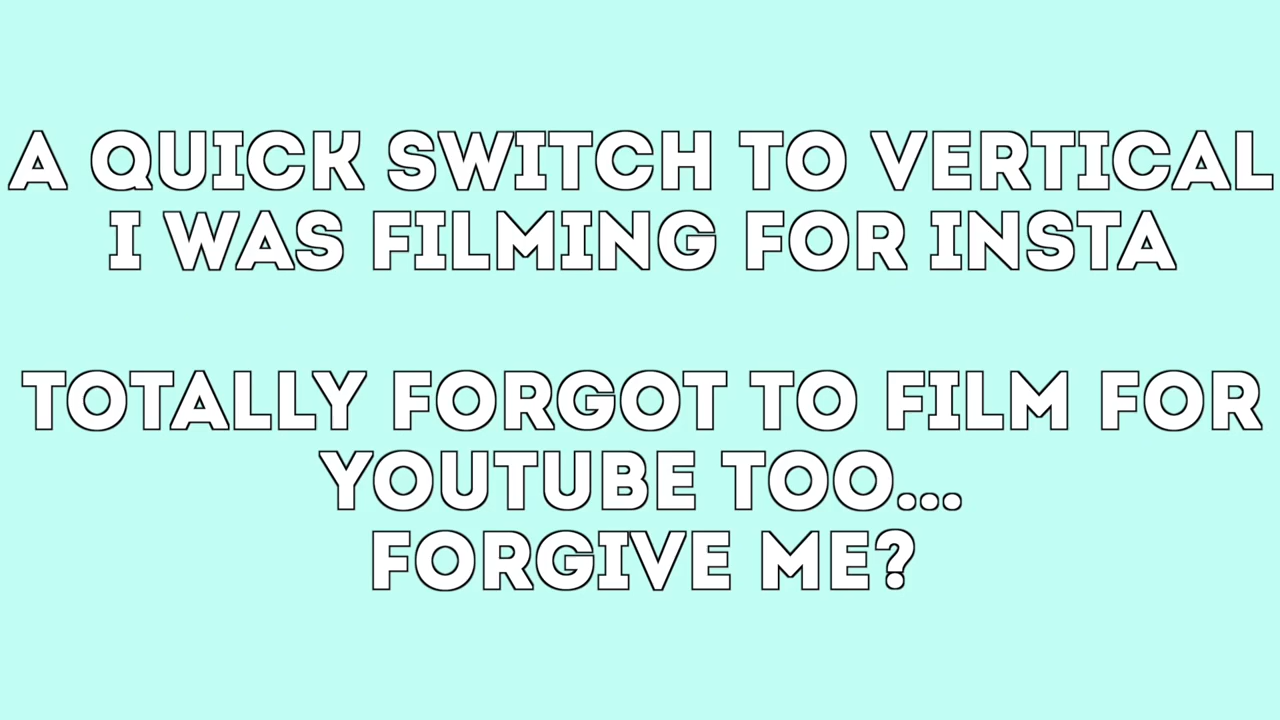 A QUICK SWITCH TO VERTICAL
I WAS FILMING FOR INSTA
TOTALLY FORGOT TO FILM FOR
YOUTUBE TOO...
FORGIVE ME?